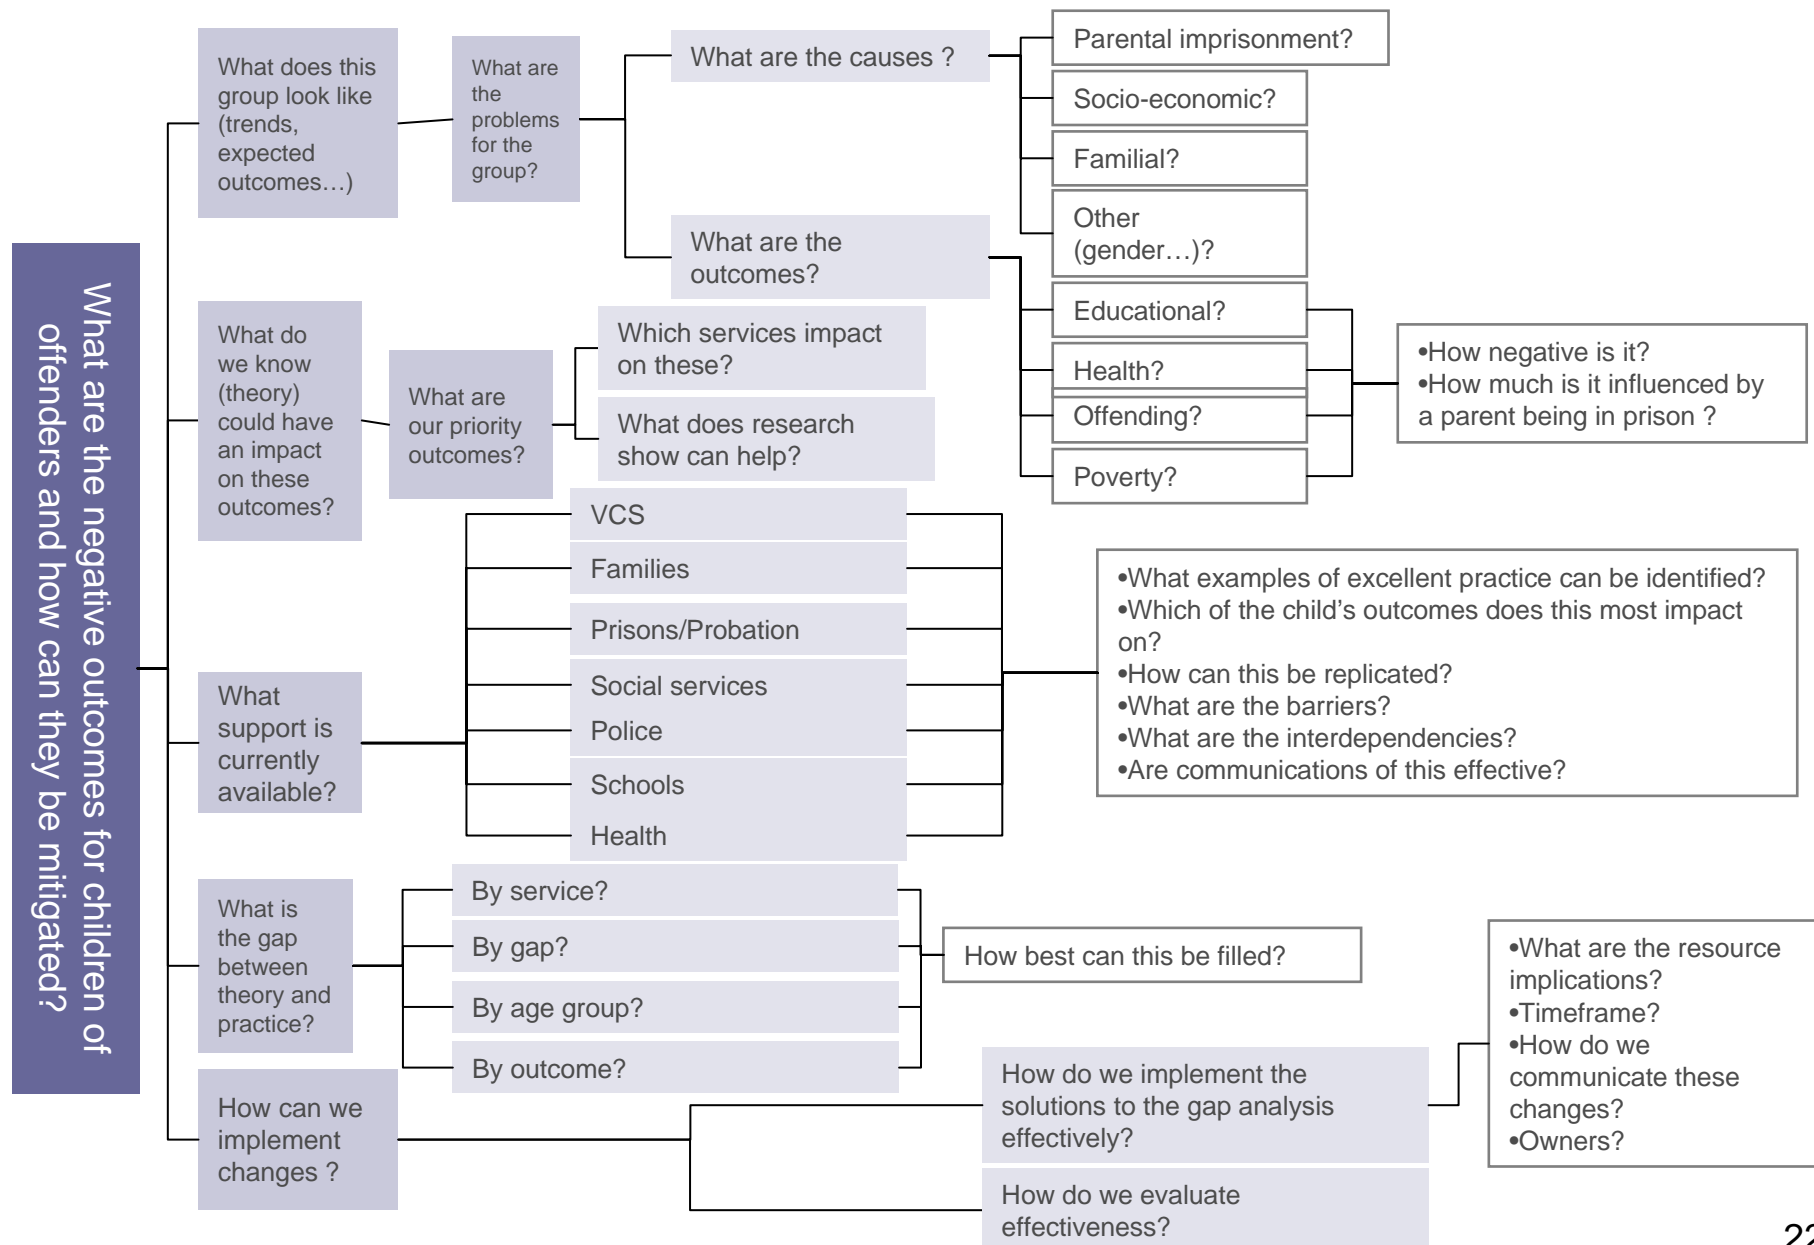 What are the negative outcomes for children of
offenders and how can they be mitigated?
What does this
group look like
(trends,
expected
outcomes…)
What are
the
problems
for the
group?
What are the causes ?
Parental imprisonment?
Socio-economic?
Familial?
Other
(gender…)?
What are the
outcomes?
Educational?
Health?
Offending?
Poverty?
•How negative is it?
•How much is it influenced by
a parent being in prison ?
What do
we know
(theory)
could have
an impact
on these
outcomes?
What are
our priority
outcomes?
Which services impact
on these?
What does research
show can help?
What
support is
currently
available?
VCS
Families
Prisons/Probation
Social services
Police
Schools
Health
•What examples of excellent practice can be identified?
•Which of the child’s outcomes does this most impact
on?
•How can this be replicated?
•What are the barriers?
•What are the interdependencies?
•Are communications of this effective?
What is
the gap
between
theory and
practice?
By service?
By gap?
By age group?
By outcome?
How best can this be filled?
How can we
implement
changes ?
How do we implement the
solutions to the gap analysis
effectively?
•What are the resource
implications?
•Timeframe?
•How do we
communicate these
changes?
•Owners?
How do we evaluate
effectiveness?
22